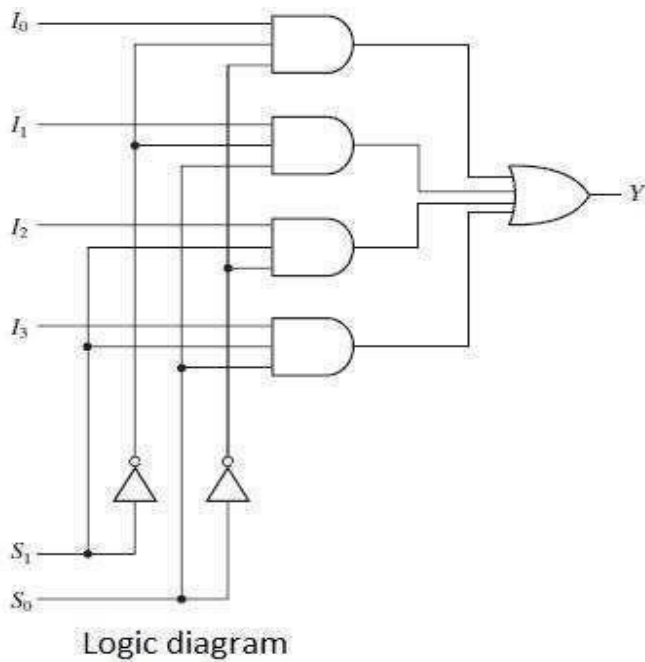 I₀
I₁
I₂
I₃
Y
S₁
S₀
Logic diagram